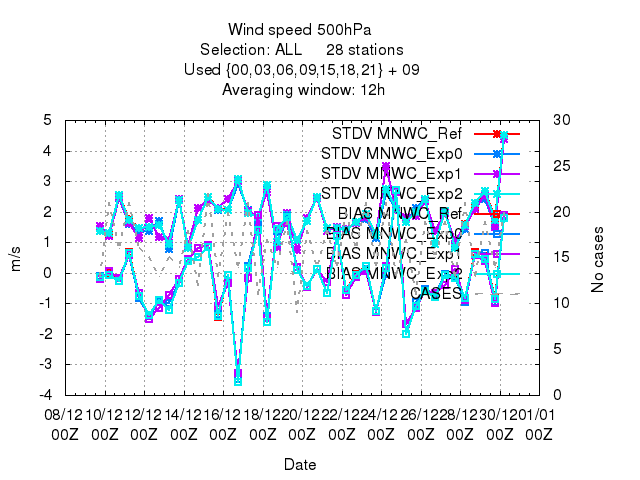 Wind speed 500hPa
Selection: ALL 28 stations
Used {00,03,06,09,15,18,21} + 09
Averaging window: 12h
5
4
3
2
1
0
-1
-2
-3
-4
m/s
30
25
20
15
10
5
0
No cases
STDV MNWC_Ref
STDV MNWC_Exp0
STDV MNWC_Exp1
STDV MNWC_Exp2
BIAS MNWC_Ref
BIAS MNWC_Exp0
BIAS MNWC_Exp1
BIAS MNWC_Exp2
CASES
08/12 10/12 12/12 14/12 16/12 18/12 20/12 22/12 24/12 26/12 28/12 30/12 01/01
00Z 00Z 00Z 00Z 00Z 00Z 00Z 00Z 00Z 00Z 00Z 00Z 00Z
Date